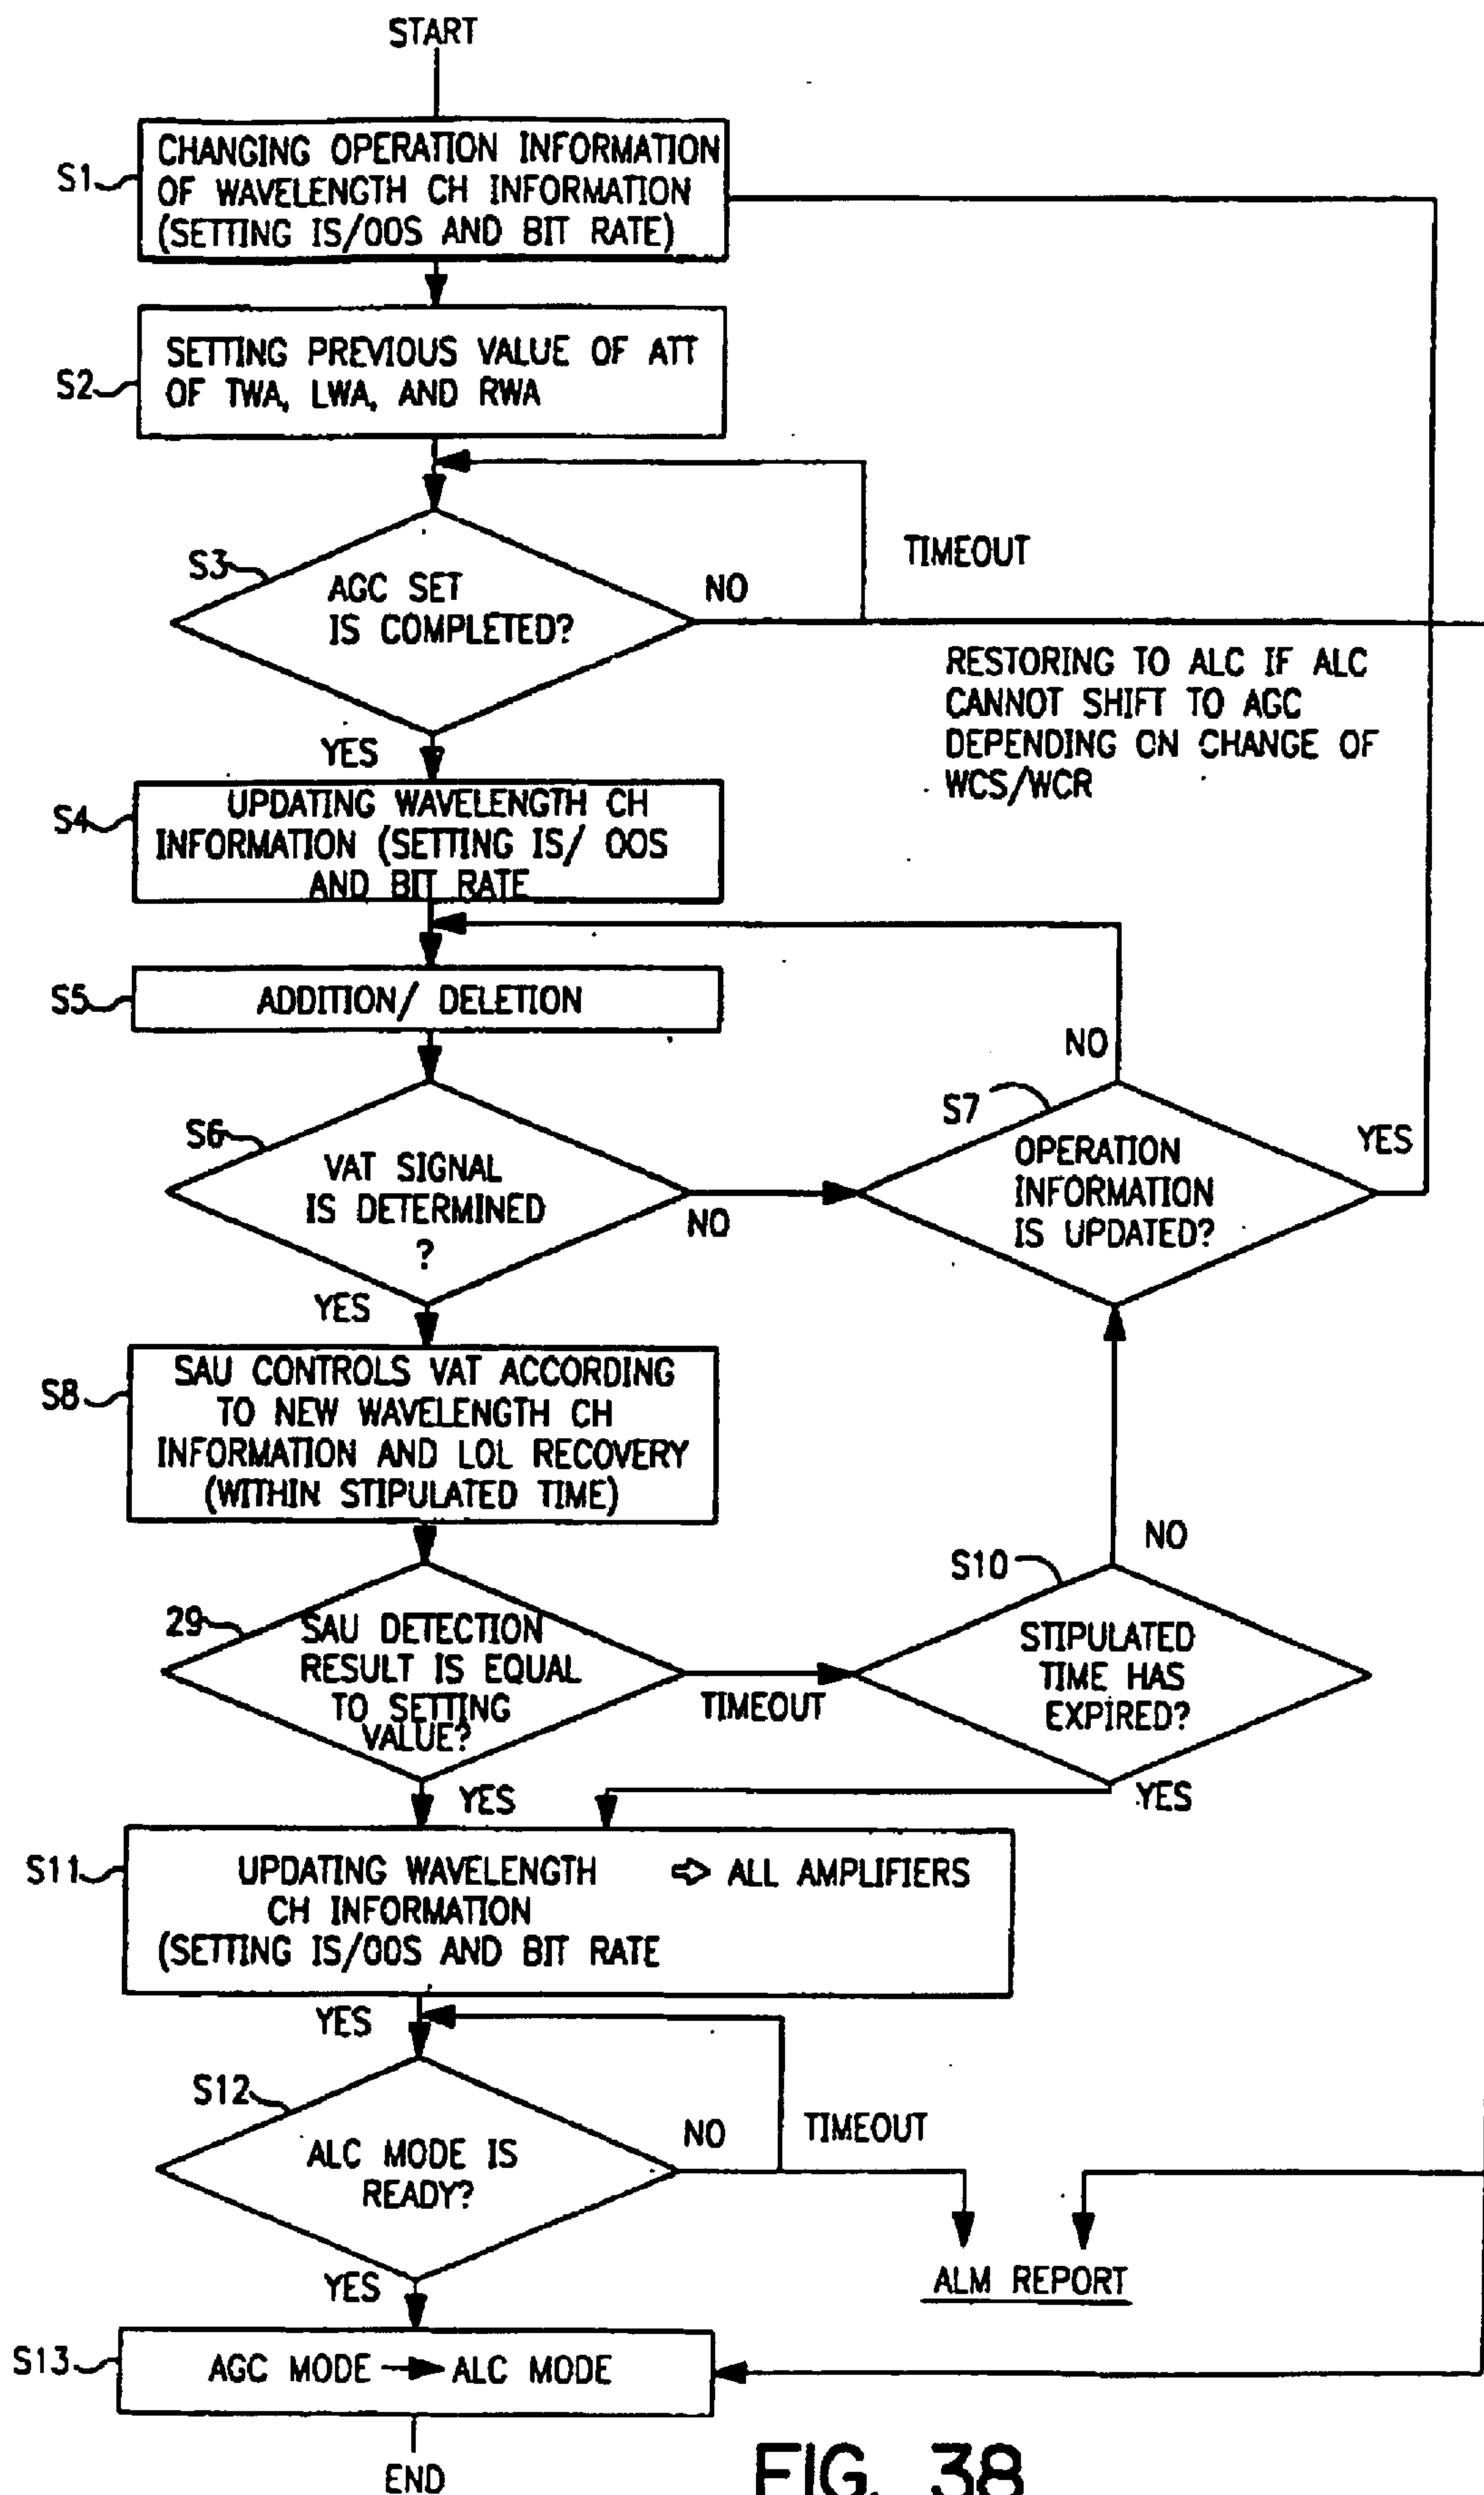 START
S1
CHANGING OPERATION INFORMATION
OF WAVELENGTH CH INFORMATION
(SETTING IS/OOS AND BIT RATE)
S2
SETTING PREVIOUS VALUE OF ATT
OF TWA, LWA, AND RWA
S3
AGC SET
IS COMPLETED?
NO
TIMEOUT
RESTORING TO ALC IF ALC
CANNOT SHIFT TO AGC
DEPENDING ON CHANGE OF
WCS/WCR
YES
S4
UPDATING WAVELENGTH CH
INFORMATION (SETTING IS/ OOS
AND BIT RATE
S5
ADDITION/ DELETION
NO
S6
VAT SIGNAL
IS DETERMINED
?
NO
S7
OPERATION
INFORMATION
IS UPDATED?
YES
YES
S8
SAU CONTROLS VAT ACCORDING
TO NEW WAVELENGTH CH
INFORMATION AND LOL RECOVERY
(WITHIN STIPULATED TIME)
29
SAU DETECTION
RESULT IS EQUAL
TO SETTING
VALUE?
TIMEOUT
NO
S10
STIPULATED
TIME HAS
EXPIRED?
YES
YES
S11
UPDATING WAVELENGTH ⇨ ALL AMPLIFIERS
CH INFORMATION
(SETTING IS/OOS AND BIT RATE
YES
S12
ALC MODE IS
READY?
NO
TIMEOUT
ALM REPORT
YES
S13
AGC MODE → ALC MODE
END
FIG. 38